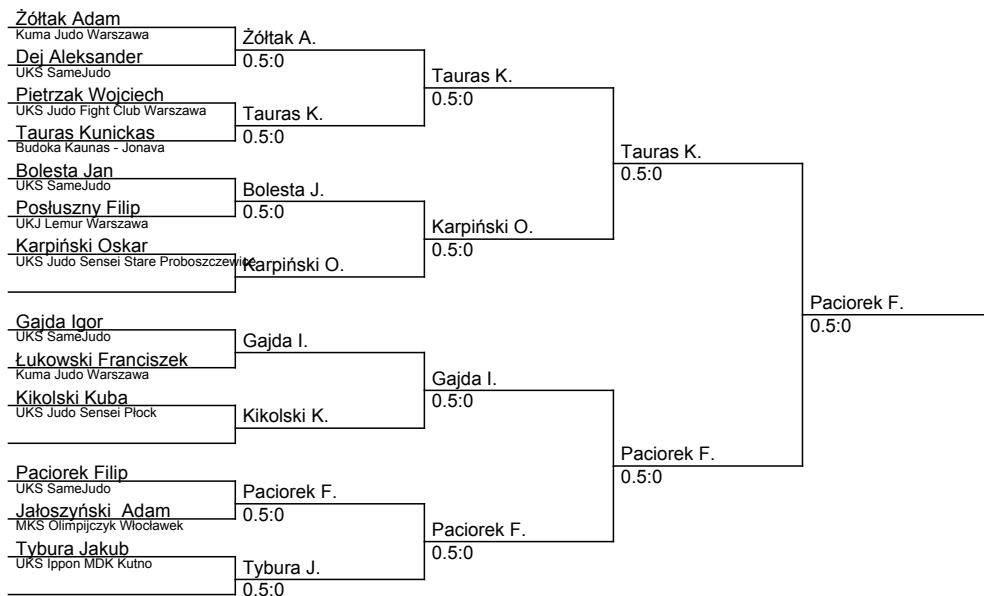 Żółtak Adam
Kuma Judo Warszawa
Dej Aleksander
UKS SameJudo
Pietrzak Wojciech
UKS Judo Fight Club Warszawa
Tauras Kunickas
Budoka Kaunas - Jonava
Bolesta Jan
UKS SameJudo
Posłuszny Filip
UKJ Lemur Warszawa
Karpiński Oskar
UKS Judo Sensei Stare Proboszczewice
Gajda Igor
UKS SameJudo
Łukowski Franciszek
Kuma Judo Warszawa
Kikolski Kuba
UKS Judo Sensei Płock
Paciorek Filip
UKS SameJudo
Jałoszyński Adam
MKS Olimpijczyk Włocławek
Tybura Jakub
UKS Ippon MDK Kutno
Żółtak A.
0.5:0
Tauras K.
0.5:0
Bolesta J.
0.5:0
Karpiński O.
Gajda I.
Kikolski K.
Paciorek F.
0.5:0
Tybura J.
0.5:0
Tauras K.
0.5:0
Karpiński O.
0.5:0
Gajda I.
0.5:0
Paciorek F.
0.5:0
Tauras K.
0.5:0
Paciorek F.
0.5:0
Paciorek F.
0.5:0